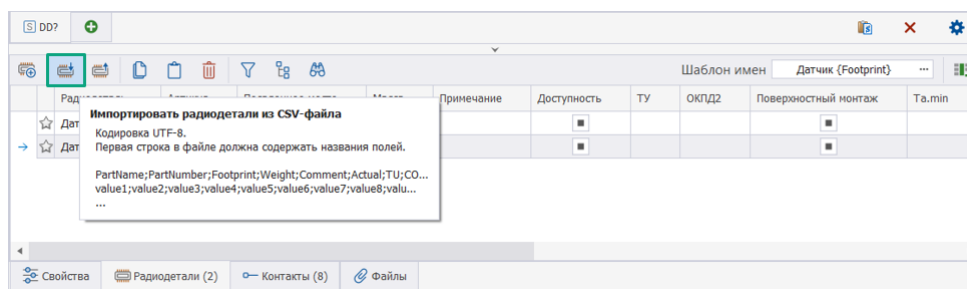 S DD?
Шаблон имен Датчик {Footprint} ...
Примечание Доступность ТУ ОКПД2 Поверхностный монтаж Ta.min
Импортировать радиодетали из CSV-файла
Кодировка UTF-8.
Первая строка в файле должна содержать названия полей.
PartName;PartNumber;Footprint;Weight;Comment;Actual;TU;CO...
value1;value2;value3;value4;value5;value6;value7;value8;valu...
...
Свойства Радиодетали (2) Контакты (8) Файлы